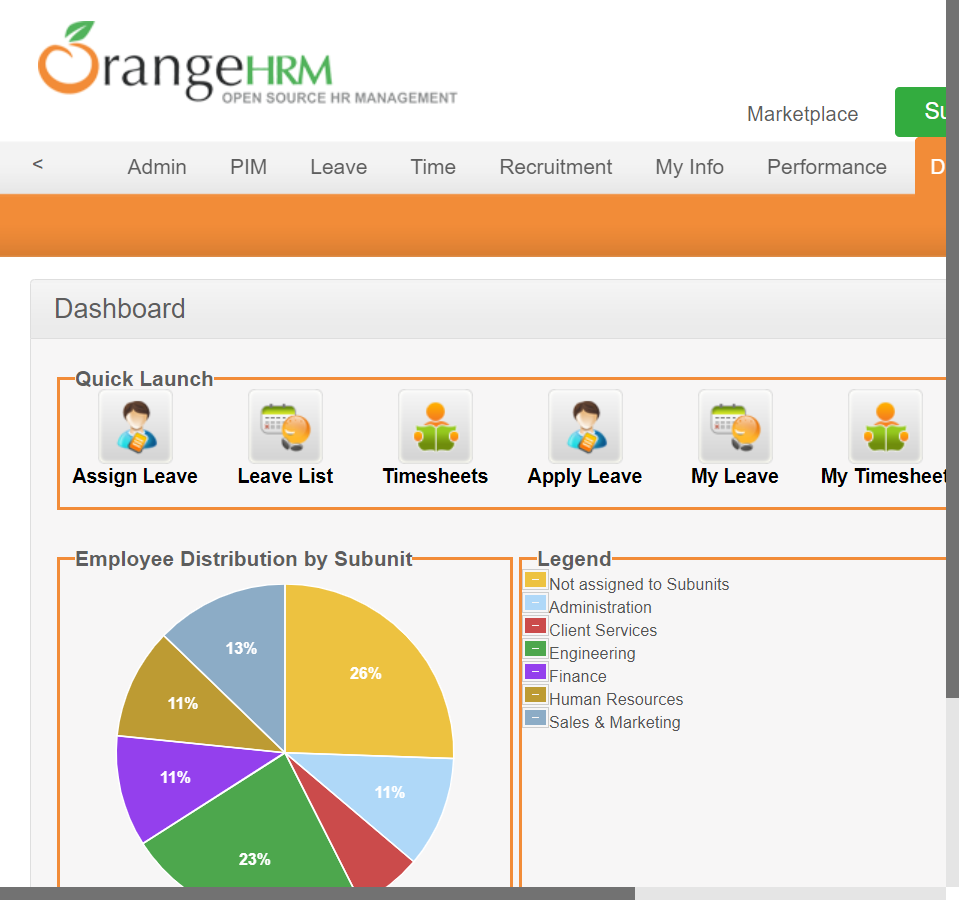 OrangeHRM
OPEN SOURCE HR MANAGEMENT
Marketplace
Su
< Admin PIM Leave Time Recruitment My Info Performance D
Dashboard
Quick Launch
Assign Leave Leave List Timesheets Apply Leave My Leave My Timesheet
Employee Distribution by Subunit
Legend
Not assigned to Subunits
Administration
Client Services
Engineering
Finance
Human Resources
Sales & Marketing
13%
26%
11%
11%
11%
23%